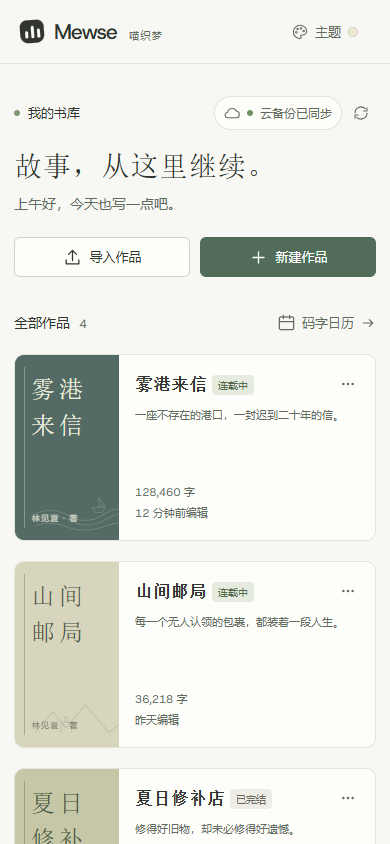 Mewse 喵织梦
主题
我的书库
云备份已同步
故事，从这里继续。
上午好，今天也写一点吧。
导入作品
新建作品
全部作品 4
码字日历
雾港
来信
林见夏·著
雾港来信 连载中
一座不存在的港口，一封迟到二十年的信。
128,460 字
12 分钟前编辑
山间
邮局
林见夏·著
山间邮局 连载中
每一个无人认领的包裹，都装着一段人生。
36,218 字
昨天编辑
夏日
修补
夏日修补店 已完结
修得好旧物，却未必修得好遗憾。